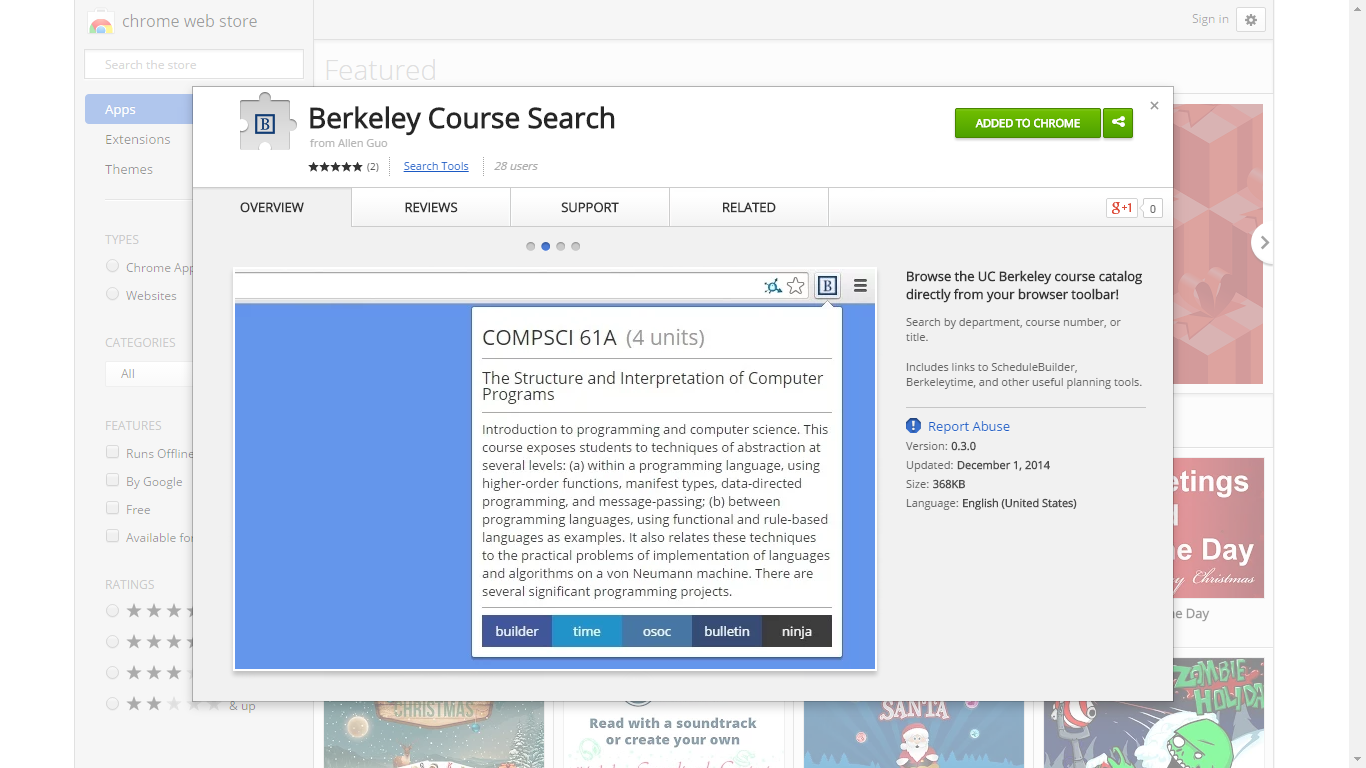 chrome web store
Sign in
Search the store
Featured
Apps
Extensions
Themes
TYPES
Chrome App
Websites
CATEGORIES
All
FEATURES
Runs Offline
By Google
Free
Available for
RATINGS
& up
B
Berkeley Course Search
from Allen Guo
(2)
Search Tools
28 users
ADDED TO CHROME
OVERVIEW
REVIEWS
SUPPORT
RELATED
g+1
0
B
COMPSCI 61A (4 units)
The Structure and Interpretation of Computer
Programs
Introduction to programming and computer science. This
course exposes students to techniques of abstraction at
several levels: (a) within a programming language, using
higher-order functions, manifest types, data-directed
programming, and message-passing; (b) between
programming languages, using functional and rule-based
languages as examples. It also relates these techniques
to the practical problems of implementation of languages
and algorithms on a von Neumann machine. There are
several significant programming projects.
builder time osoc bulletin ninja
Browse the UC Berkeley course catalog
directly from your browser toolbar!
Search by department, course number, or
title.
Includes links to ScheduleBuilder,
Berkeleytime, and other useful planning tools.
Report Abuse
Version: 0.3.0
Updated: December 1, 2014
Size: 368KB
Language: English (United States)
etings
d
ne Day
y Christmas
ne Day
CHRISTMAS
Read with a soundtrack
or create your own
SANTA
ZOMBIE
HOLIDA